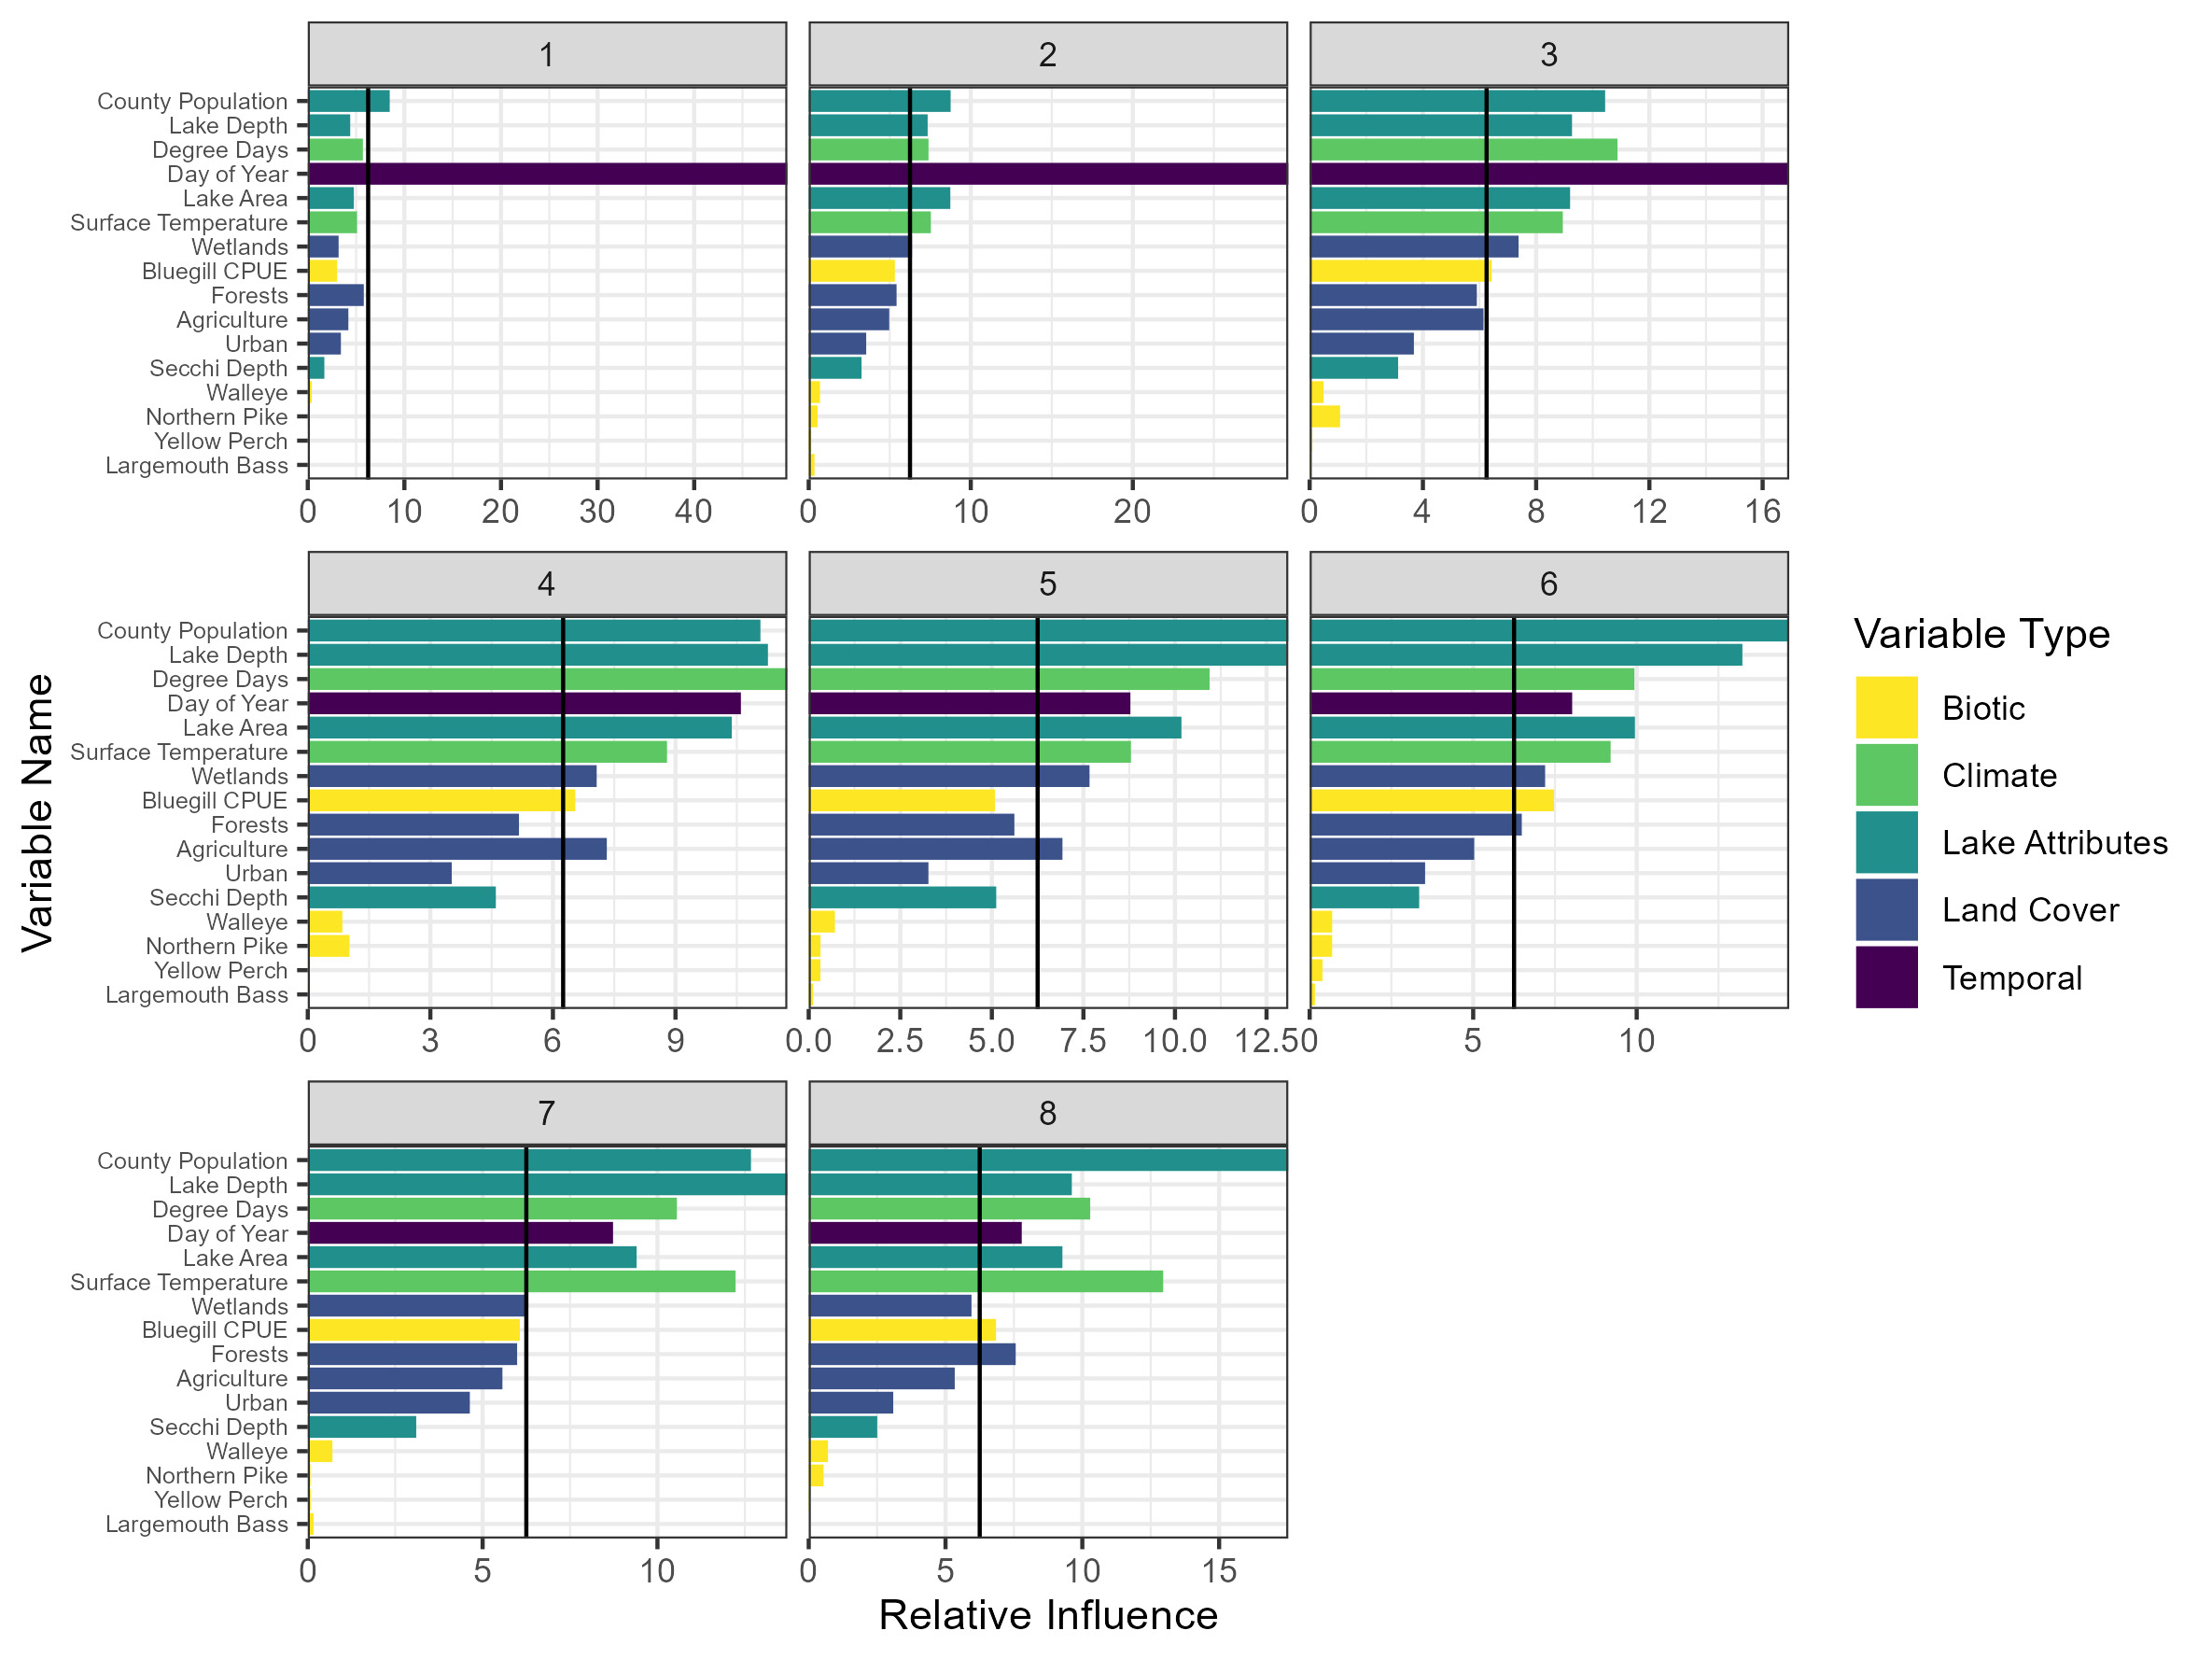 1 2 3
County Population
Lake Depth
Degree Days
Day of Year
Lake Area
Surface Temperature
Wetlands
Bluegill CPUE
Forests
Agriculture
Urban
Secchi Depth
Walleye
Northern Pike
Yellow Perch
Largemouth Bass
0 10 20 30 40 0 10 20 0 4 8 12 16
4 5 6
County Population
Lake Depth
Degree Days
Day of Year
Lake Area
Surface Temperature
Wetlands
Bluegill CPUE
Forests
Agriculture
Urban
Secchi Depth
Walleye
Northern Pike
Yellow Perch
Largemouth Bass
0 3 6 9 0.0 2.5 5.0 7.5 10.0 12.5 0 5 10
7 8
County Population
Lake Depth
Degree Days
Day of Year
Lake Area
Surface Temperature
Wetlands
Bluegill CPUE
Forests
Agriculture
Urban
Secchi Depth
Walleye
Northern Pike
Yellow Perch
Largemouth Bass
0 5 10 0 5 10 15
Relative Influence
Variable Name
Variable Type
Biotic
Climate
Lake Attributes
Land Cover
Temporal